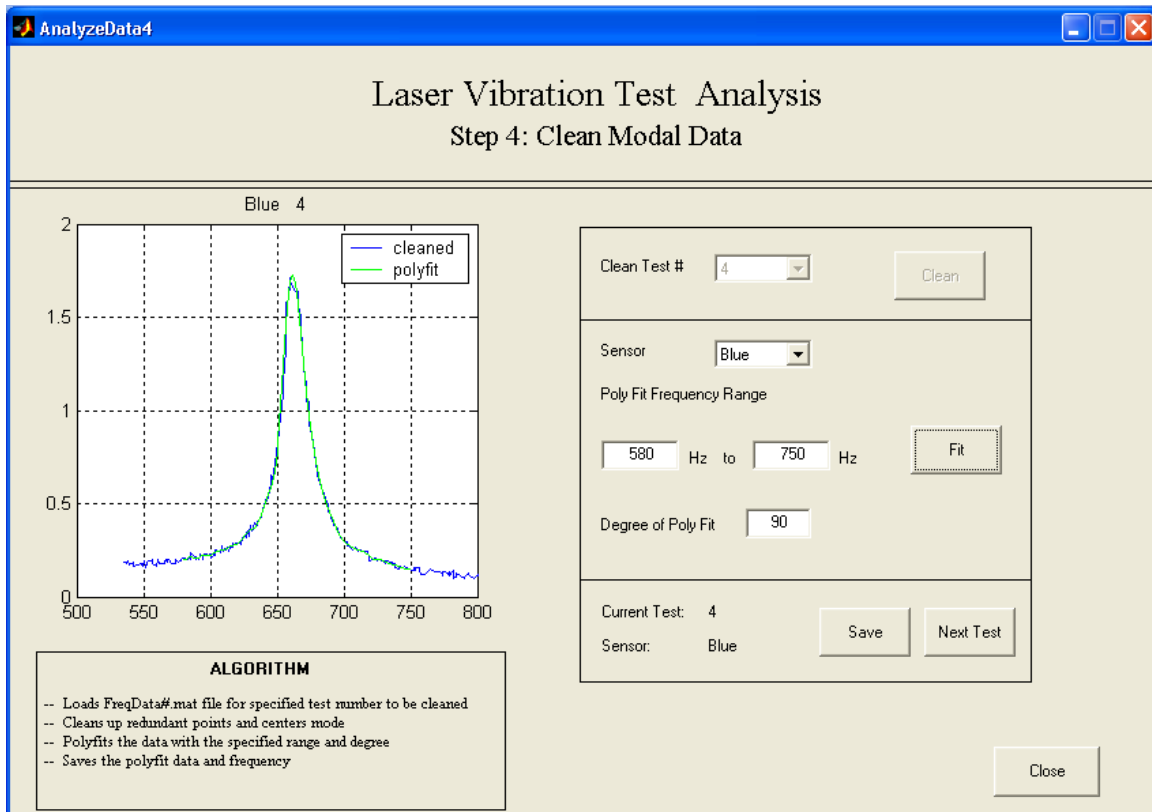 AnalyzeData4
Laser Vibration Test Analysis
Step 4: Clean Modal Data
Blue 4
2
1.5
1
0.5
0
500 550 600 650 700 750 800
cleaned
polyfit
ALGORITHM
-- Loads FreqData#.mat file for specified test number to be cleaned
-- Cleans up redundant points and centers mode
-- Polyfits the data with the specified range and degree
-- Saves the polyfit data and frequency
Clean Test # 4 Clean
Sensor Blue
Poly Fit Frequency Range
580 Hz to 750 Hz Fit
Degree of Poly Fit 90
Current Test: 4
Sensor: Blue
Save Next Test
Close